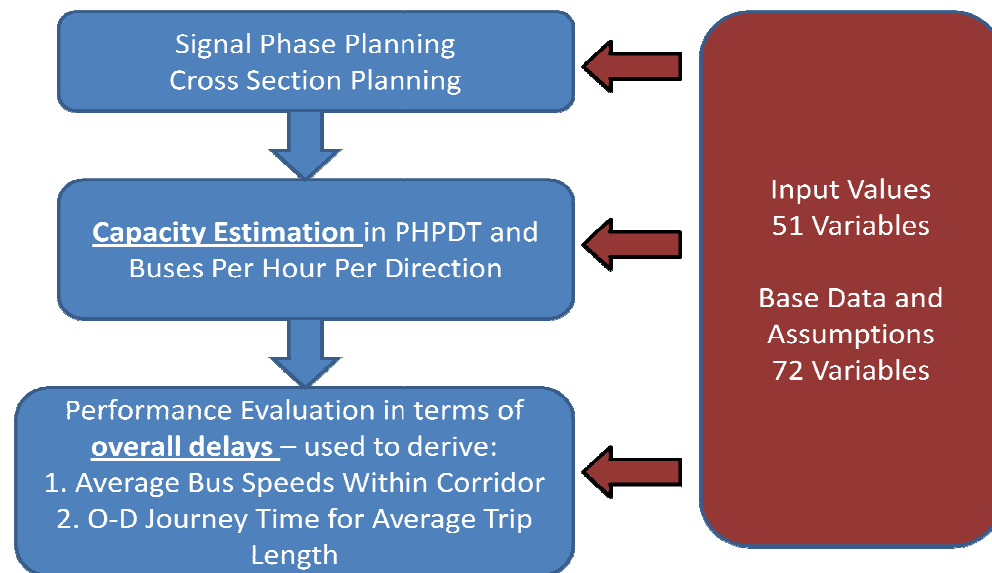 Signal Phase Planning
Cross Section Planning
Capacity Estimation in PHPDT and
Buses Per Hour Per Direction
Performance Evaluation in terms of
overall delays – used to derive:
1. Average Bus Speeds Within Corridor
2. O-D Journey Time for Average Trip
Length
Input Values
51 Variables
Base Data and
Assumptions
72 Variables